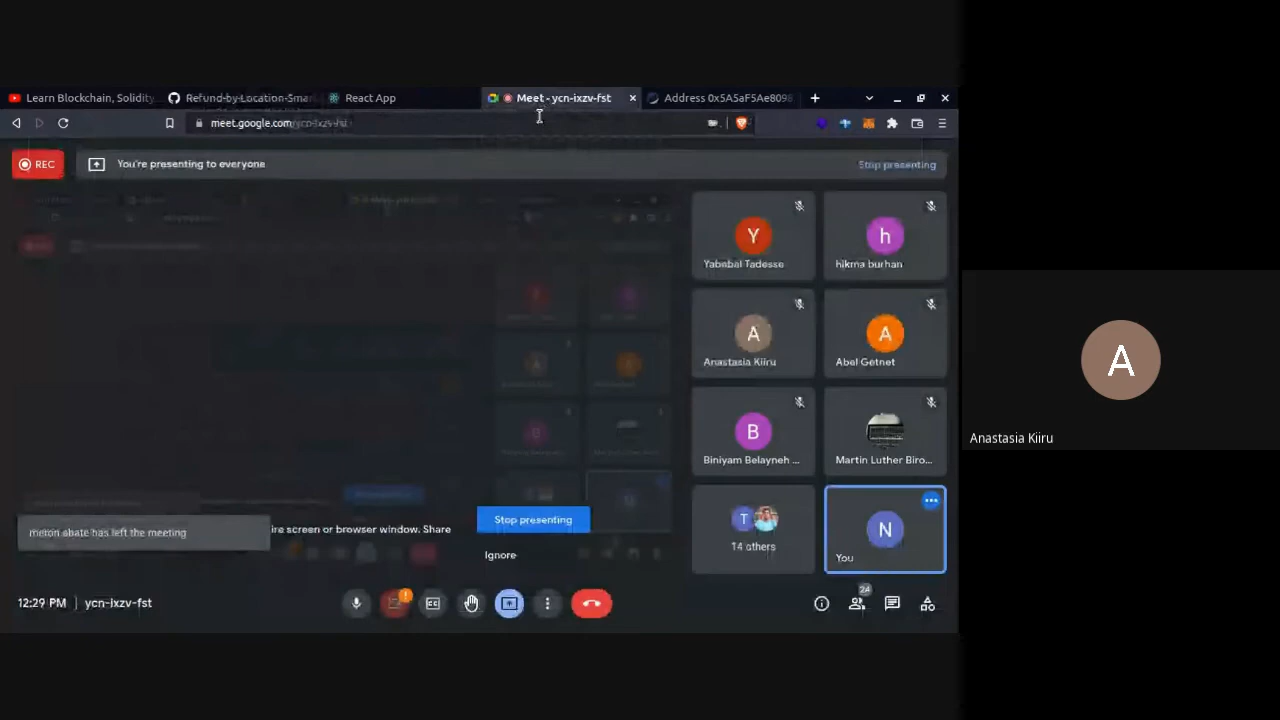 Learn Blockchain, Solidity
Refund-by-Location-Smar
React App
Meet - ycn-ixzv-fst
Address 0x5A5aF5Ae8098
meet.google.com
REC
You're presenting to everyone
Stop presenting
Y
Yabnbal Tadesse
h
hikma burhan
A
Anastasia Kiiru
A
Abel Getnet
B
Biniyam Belayneh ...
Martin Luther Biro...
T
14 others
N
You
meron abate has left the meeting
ire screen or browser window. Share
Stop presenting
Ignore
12:29 PM | ycn-ixzv-fst
24
A
Anastasia Kiiru